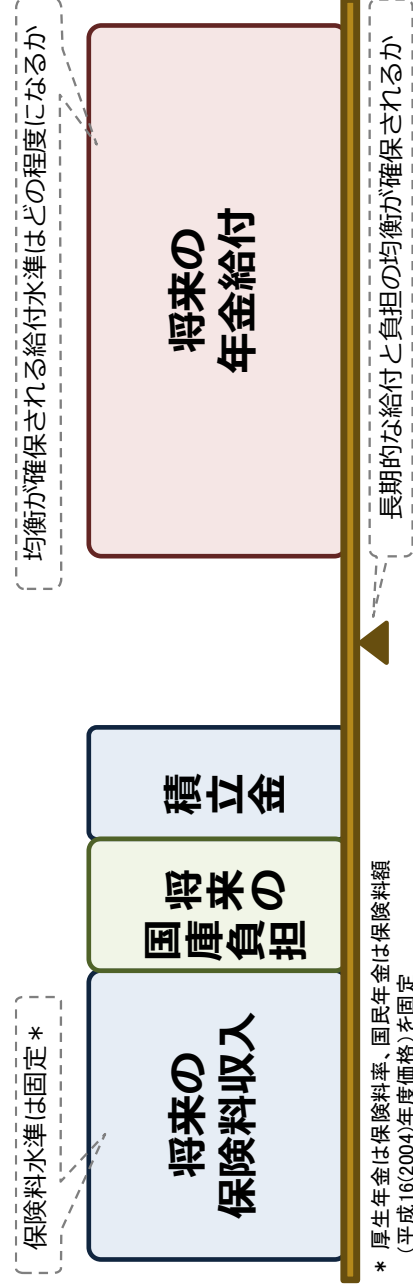 保険料水準は固定＊
均衡が確保される給付水準はどの程度になるか
将来の
保険料収入
将来の
国庫負担
積立金
将来の
年金給付
長期的な給付と負担の均衡が確保されるか
＊ 厚生年金は保険料率、国民年金は保険料額
（平成16(2004)年度価格）を固定